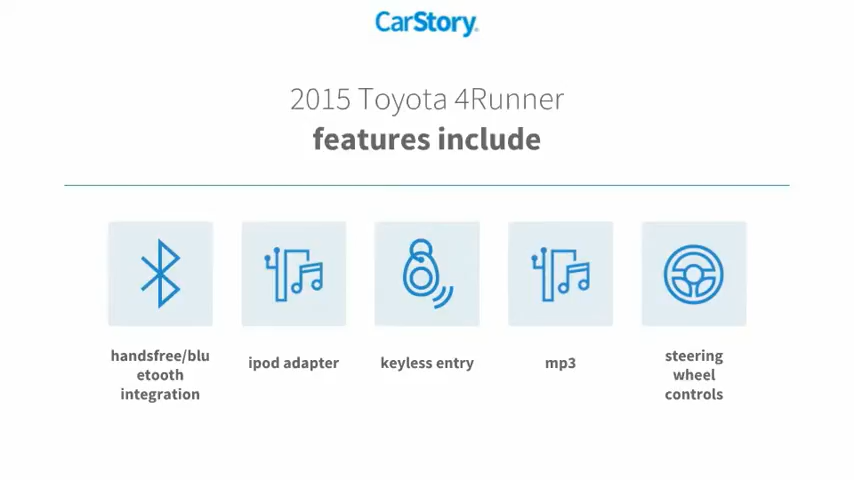 CarStory
2015 Toyota 4Runner
features include
handsfree/blu
etooth
integration
ipod adapter
keyless entry
mp3
steering
wheel
controls